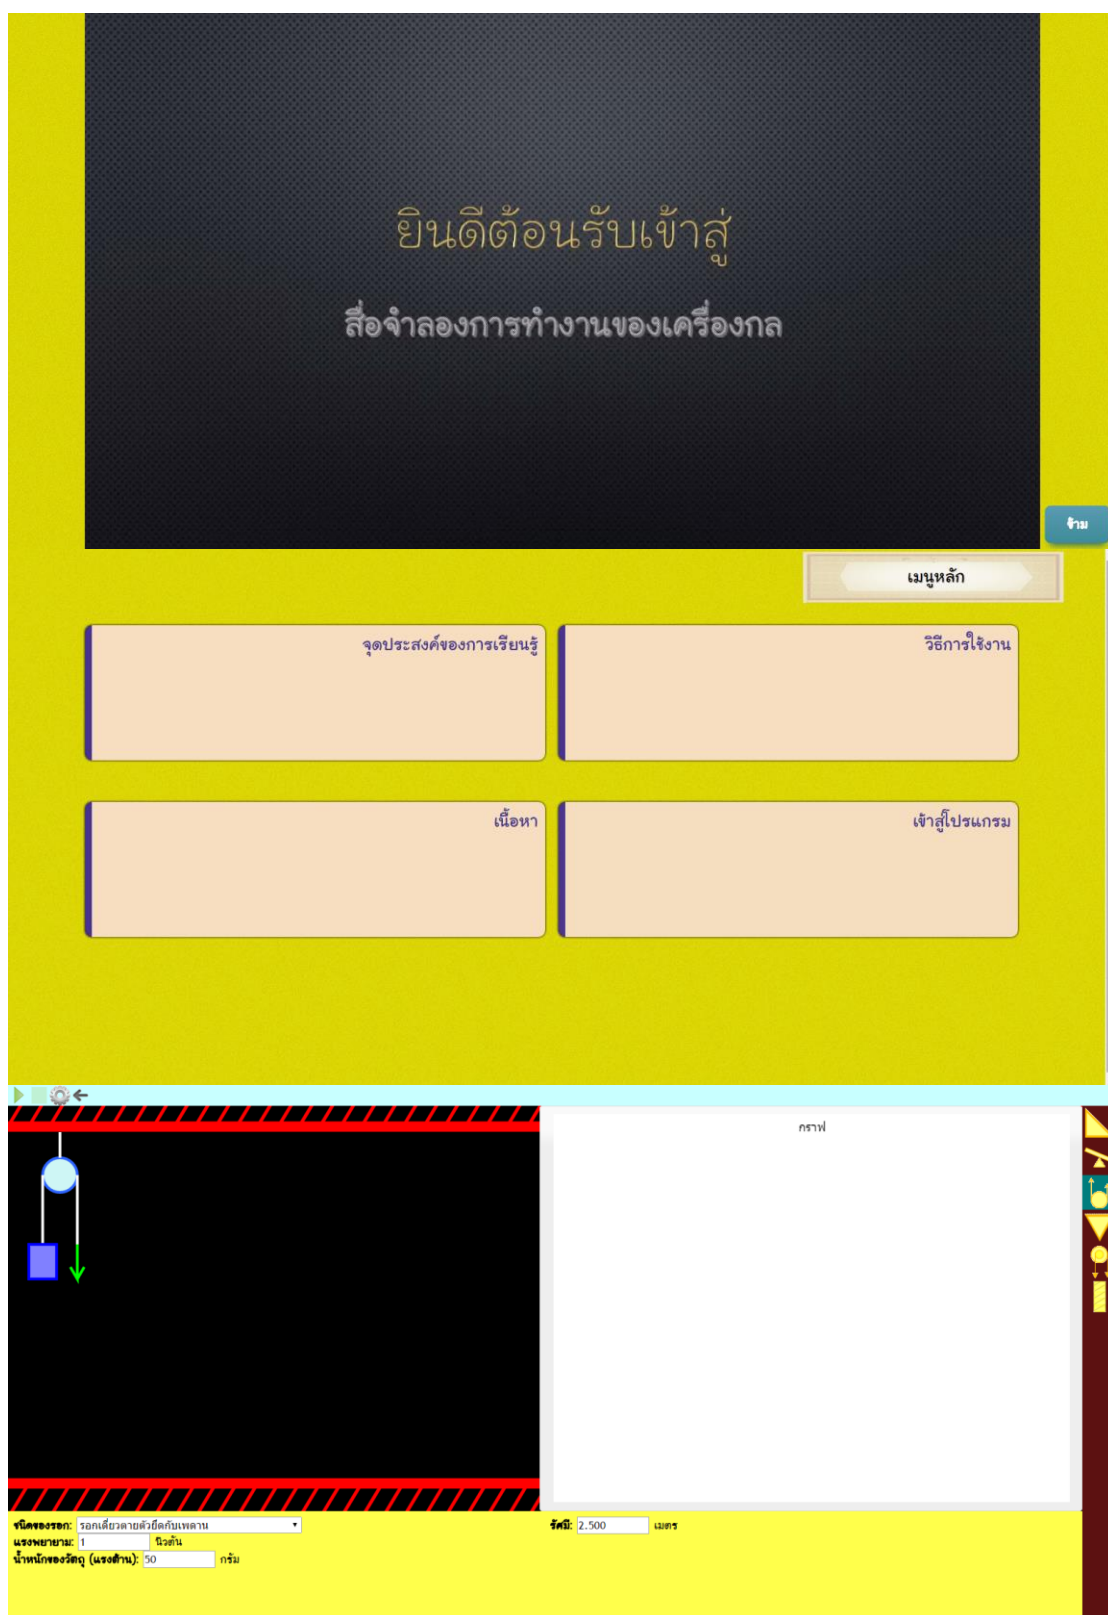 ยินดีต้อนรับเข้าสู่
สื่อจำลองการทำงานของเครื่องกล
ข้าม
เมนูหลัก
จุดประสงค์ของการเรียนรู้
วิธีการใช้งาน
เนื้อหา
เข้าสู่โปรแกรม
กราฟ
ชนิดของรอก: รอกเดี่ยวตายตัวยึดกับเพดาน
รัศมี: 2.500 เมตร
แรงพยายาม: 1 นิวตัน
น้ำหนักของวัตถุ (แรงต้าน): 50 กรัม